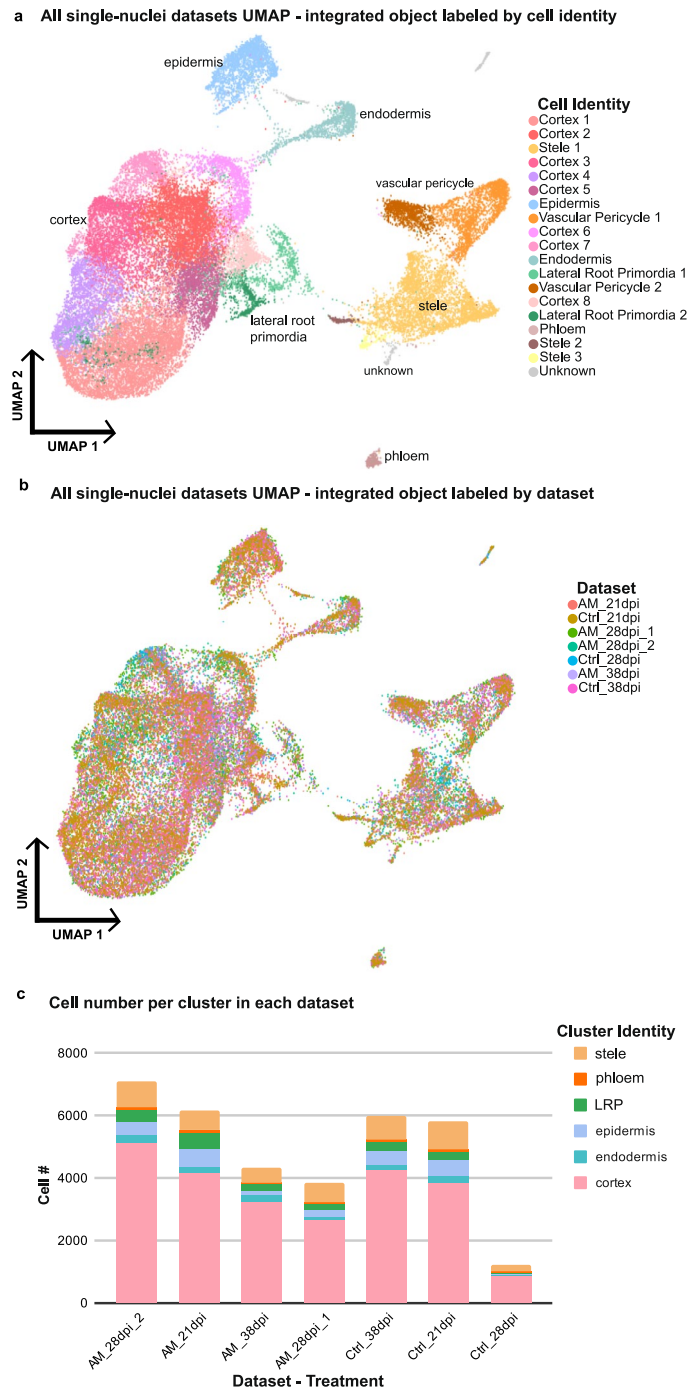 a All single-nuclei datasets UMAP - integrated object labeled by cell identity
epidermis
endodermis
cortex
vascular pericycle
stele
lateral root
primordia
unknown
phloem
UMAP 2
UMAP 1
Cell Identity
Cortex 1
Cortex 2
Stele 1
Cortex 3
Cortex 4
Cortex 5
Epidermis
Vascular Pericycle 1
Cortex 6
Cortex 7
Endodermis
Lateral Root Primordia 1
Vascular Pericycle 2
Cortex 8
Lateral Root Primordia 2
Phloem
Stele 2
Stele 3
Unknown
b All single-nuclei datasets UMAP - integrated object labeled by dataset
Dataset
AM_21dpi
Ctrl_21dpi
AM_28dpi_1
AM_28dpi_2
Ctrl_28dpi
AM_38dpi
Ctrl_38dpi
UMAP 2
UMAP 1
c Cell number per cluster in each dataset
Cluster Identity
stele
phloem
LRP
epidermis
endodermis
cortex
Cell #
8000
6000
4000
2000
0
AM_28dpi_2
AM_21dpi
AM_38dpi
AM_28dpi_1
Ctrl_38dpi
Ctrl_21dpi
Ctrl_28dpi
Dataset - Treatment